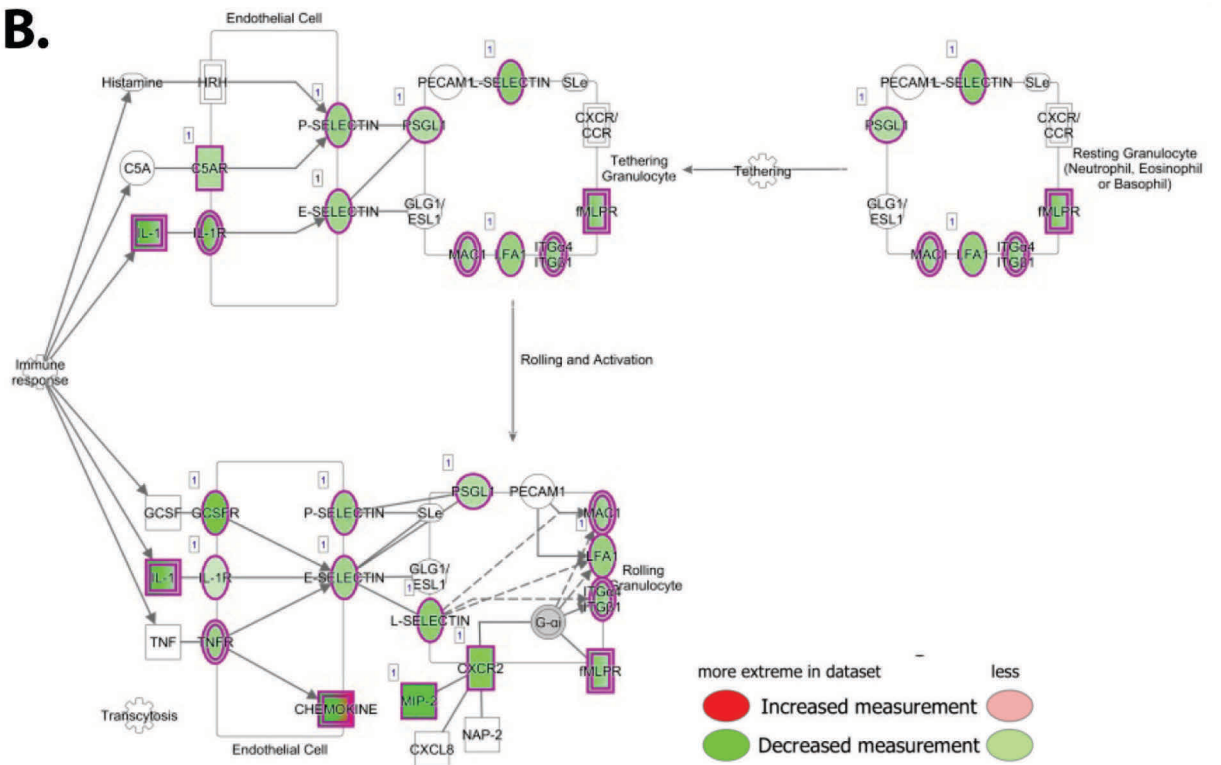 B.
Endothelial Cell
Histamine
HRH
P-SELECTIN
1
PSGL1
1
PECAM1
L-SELECTIN
1
SLe
CXCR/
CCR
C5A
C5AR
1
IL-1
IL-1R
E-SELECTIN
1
GLG1/
ESL1
MAC1
LFA1
1
ITGα4
ITGβ1
fMLPR
Tethering
Granulocyte
Tethering
PSGL1
1
PECAM1
L-SELECTIN
1
SLe
CXCR/
CCR
Resting Granulocyte
(Neutrophil, Eosinophil
or Basophil)
GLG1/
ESL1
fMLPR
MAC1
LFA1
1
ITGα4
ITGβ1
Immune
response
Rolling and Activation
GCSF
GCSFR
1
P-SELECTIN
1
PSGL1
1
PECAM1
SLe
MAC1
1
LFA1
IL-1
IL-1R
1
E-SELECTIN
1
GLG1/
ESL1
1
Rolling
Granulocyte
ITGα4
ITGβ1
L-SELECTIN
G-αi
TNF
TNFR
1
CXCR2
fMLPR
CHEMOKINE
1
MIP-2
NAP-2
CXCL8
Transcytosis
Endothelial Cell
more extreme in dataset
less
Increased measurement
Decreased measurement